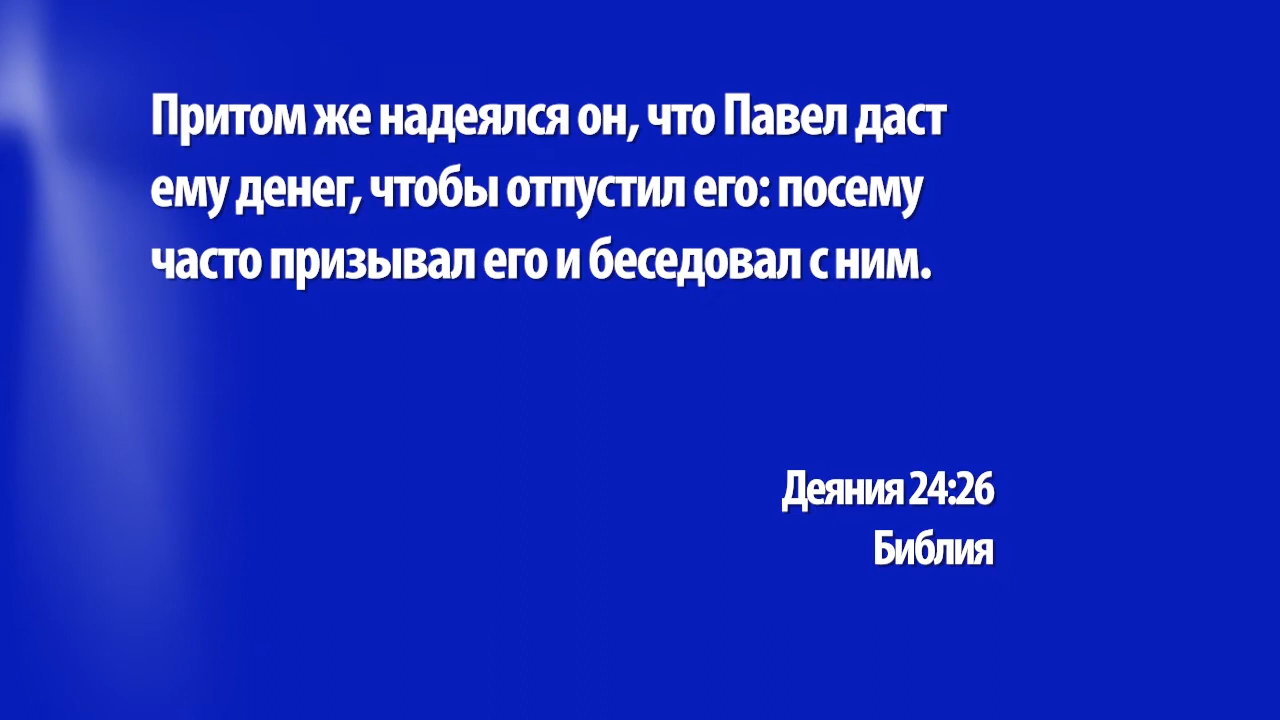 Притом же надеялся он, что Павел даст
ему денег, чтобы отпустил его: посему
часто призывал его и беседовал с ним.
Деяния 24:26
Библия